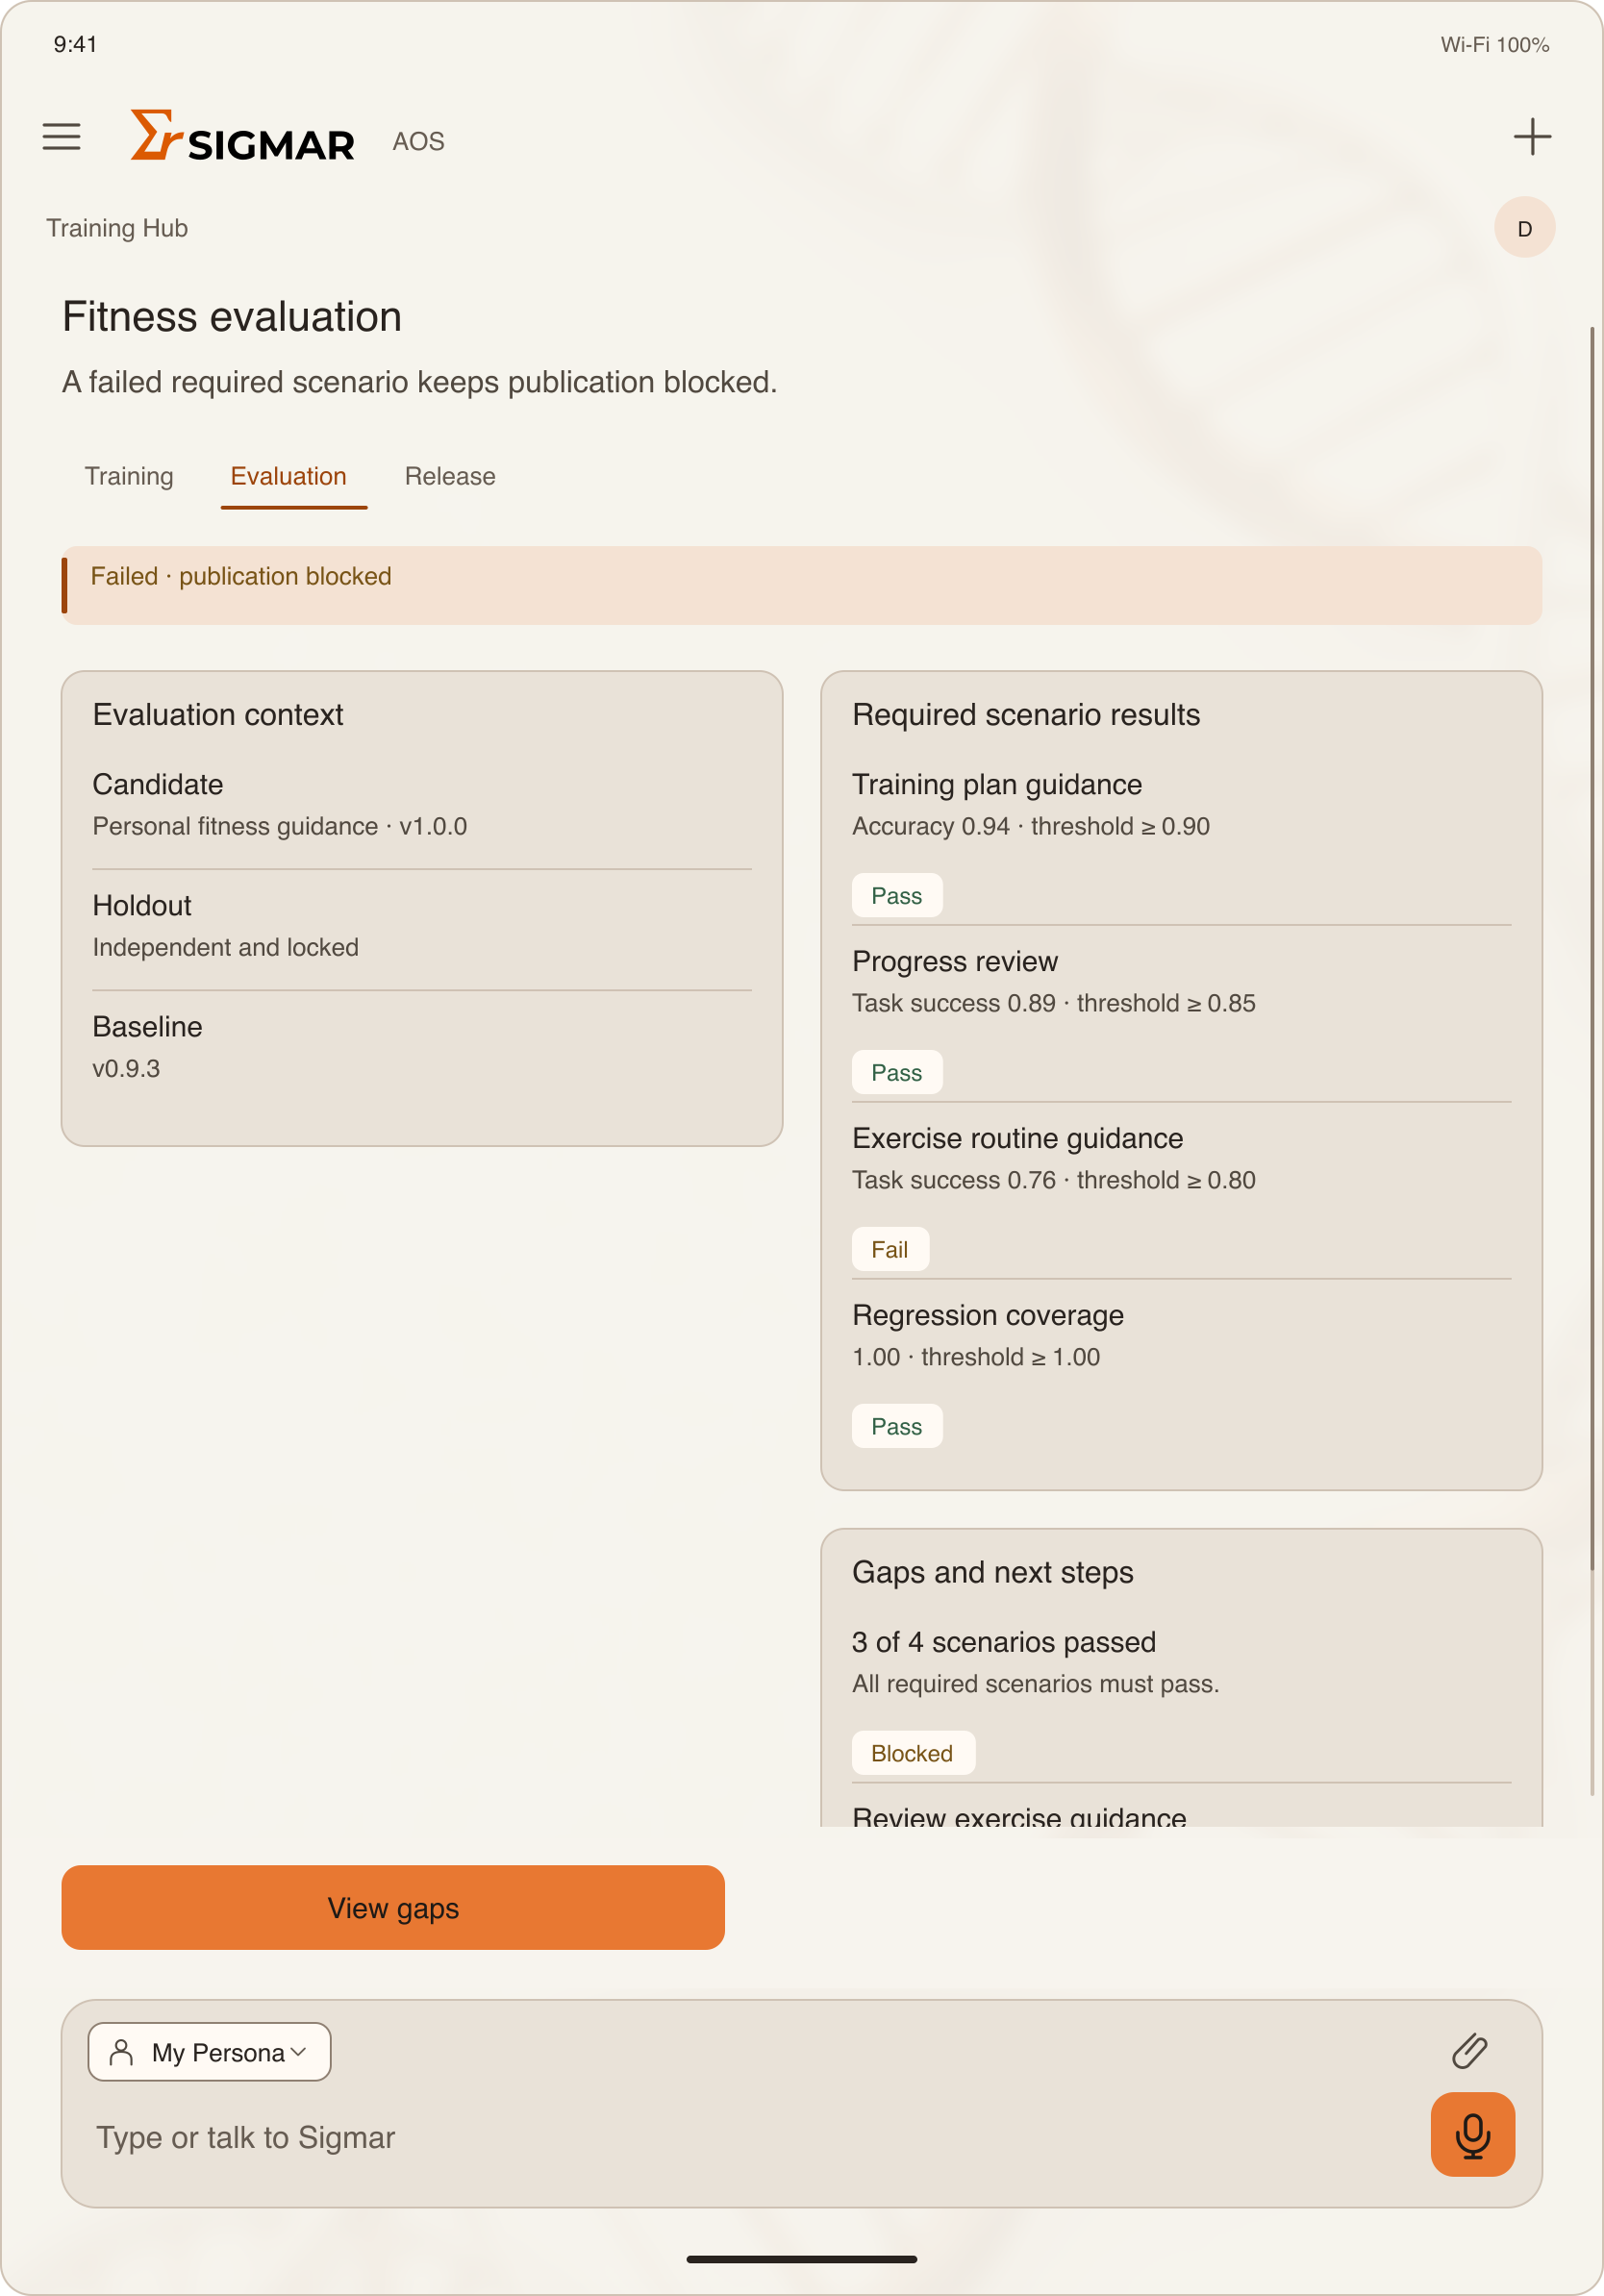 9:41
Wi-Fi 100%
SIGMAR AOS
Training Hub
D
Fitness evaluation
A failed required scenario keeps publication blocked.
Training Evaluation Release
Failed · publication blocked
Evaluation context
Candidate
Personal fitness guidance · v1.0.0
Holdout
Independent and locked
Baseline
v0.9.3
Required scenario results
Training plan guidance
Accuracy 0.94 · threshold ≥ 0.90
Pass
Progress review
Task success 0.89 · threshold ≥ 0.85
Pass
Exercise routine guidance
Task success 0.76 · threshold ≥ 0.80
Fail
Regression coverage
1.00 · threshold ≥ 1.00
Pass
Gaps and next steps
3 of 4 scenarios passed
All required scenarios must pass.
Blocked
Review exercise guidance
View gaps
My Persona
Type or talk to Sigmar